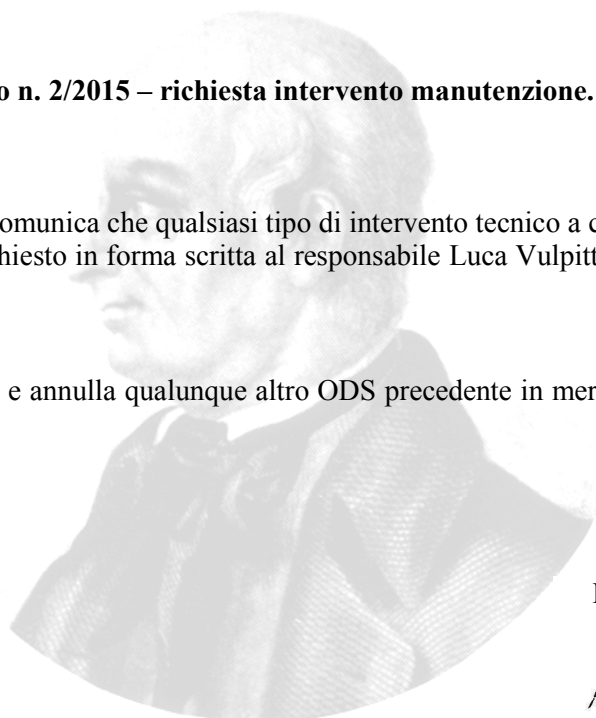 o n. 2/2015 – richiesta intervento manutenzione.
omunica che qualsiasi tipo di intervento tecnico a c
hiesto in forma scritta al responsabile Luca Vulpitt
e annulla qualunque altro ODS precedente in mer